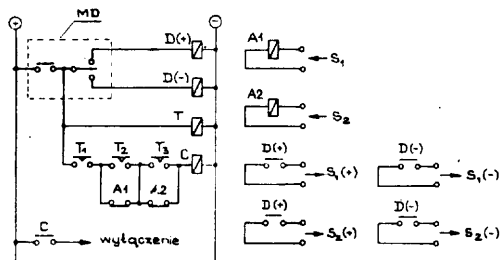 MD
⊕ ⊖
D(+)
D(-)
T
T₁ T₂ T₃ C
A1 A2
C wyłączenie
A1 S₁
A2 S₂
D(+) S₁(+) D(-) S₁(-)
D(+) S₂(+) D(-) S₂(-)